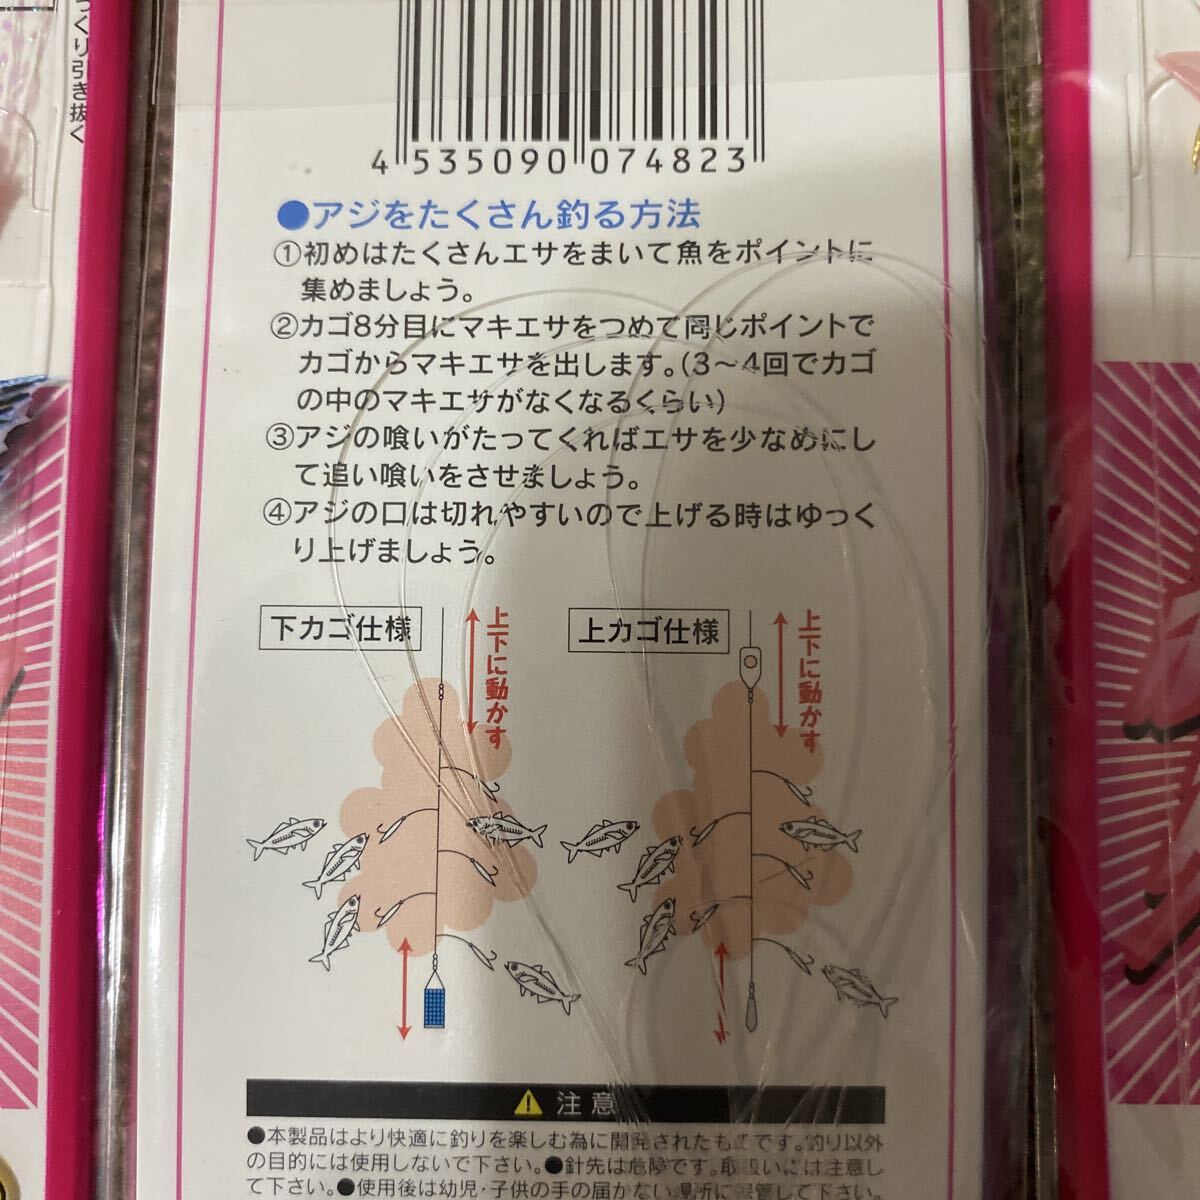 っくり引き抜く
4 535090 074823
●アジをたくさん釣る方法
①初めはたくさんエサをまいて魚をポイントに
集めましょう。
②カゴ8分目にマキエサをつめて同じポイントで
カゴからマキエサを出します。(3～4回でカゴ
の中のマキエサがなくなるくらい)
③アジの喰いがたってくればエサを少なめにし
て追い喰いをさせましょう。
④アジの口は切れやすいので上げる時はゆっく
り上げましょう。
下カゴ仕様
上下に動かす
上カゴ仕様
上下に動かす
注意
●本製品はより快適に釣りを楽しむ為に開発されたものです。釣り以外
の目的には使用しないで下さい。●針先は危険です。取扱いには注意し
て下さい。●使用後は幼児・子供の手の届かない場所に保管して下さい。